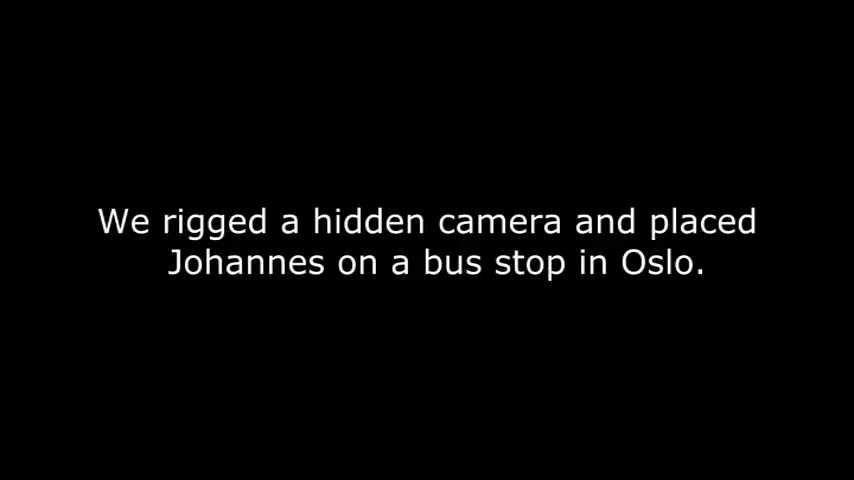 We rigged a hidden camera and placed
Johannes on a bus stop in Oslo.